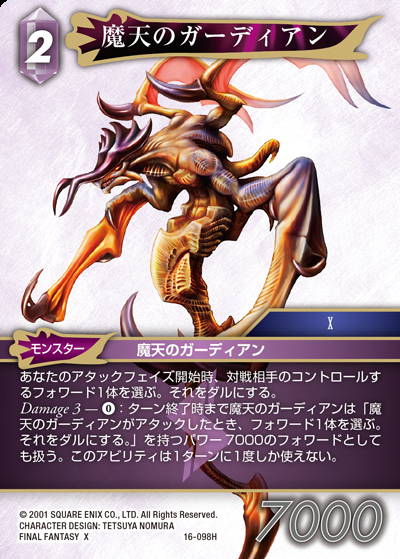 2
魔天のガーディアン
X
モンスター
魔天のガーディアン
あなたのアタックフェイズ開始時、対戦相手のコントロールす
るフォワード1体を選ぶ。それをダルにする。
Damage 3 — 0：ターン終了時まで魔天のガーディアンは「魔
天のガーディアンがアタックしたとき、フォワード1体を選ぶ。
それをダルにする。」を持つパワー 7000のフォワードとして
も扱う。このアビリティは1ターンに1度しか使えない。
© 2001 SQUARE ENIX CO., LTD. All Rights Reserved.
CHARACTER DESIGN: TETSUYA NOMURA
FINAL FANTASY X
16-098H
7000